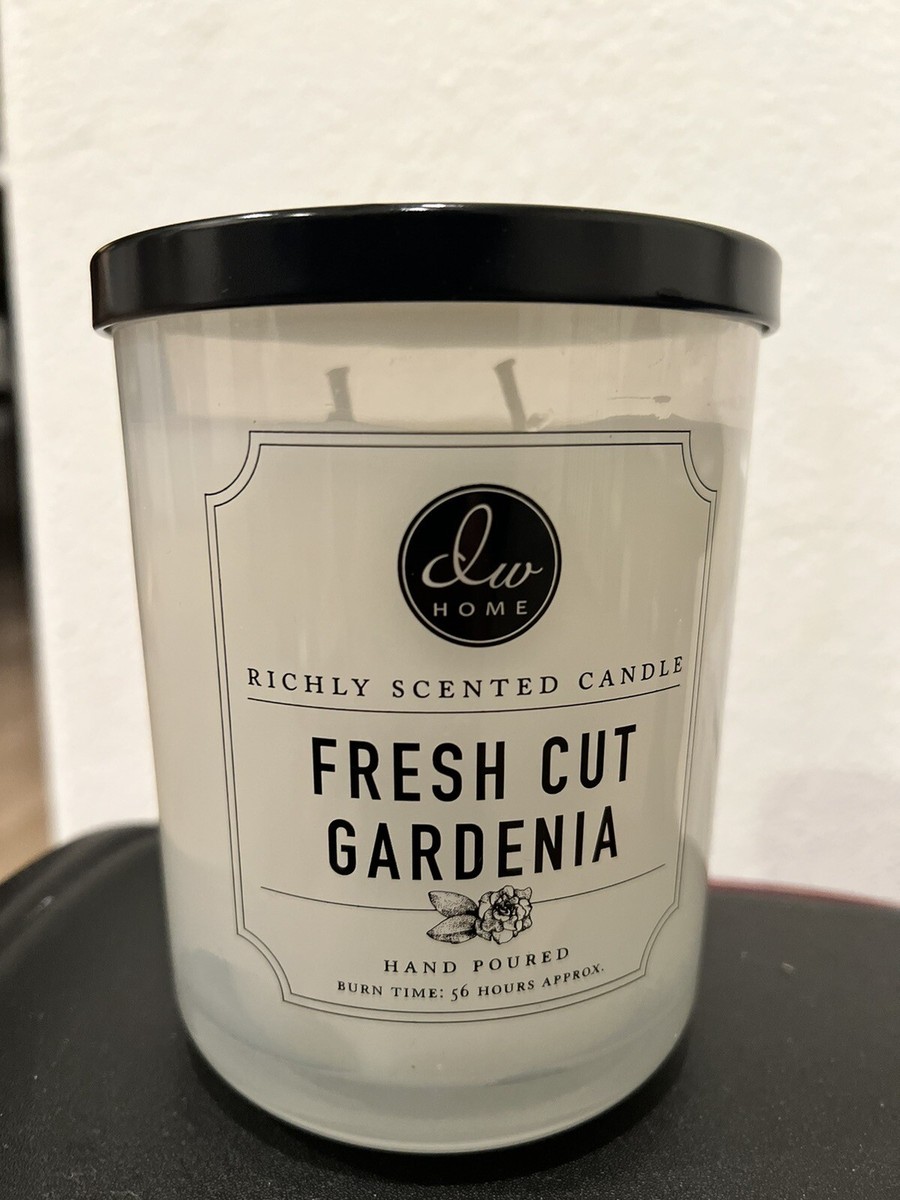 dw
HOME
RICHLY SCENTED CANDLE
FRESH CUT
GARDENIA
HAND POURED
BURN TIME: 56 HOURS APPROX.